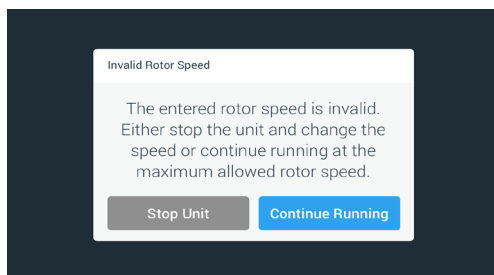 Invalid Rotor Speed
The entered rotor speed is invalid.
Either stop the unit and change the
speed or continue running at the
maximum allowed rotor speed.
Stop Unit
Continue Running